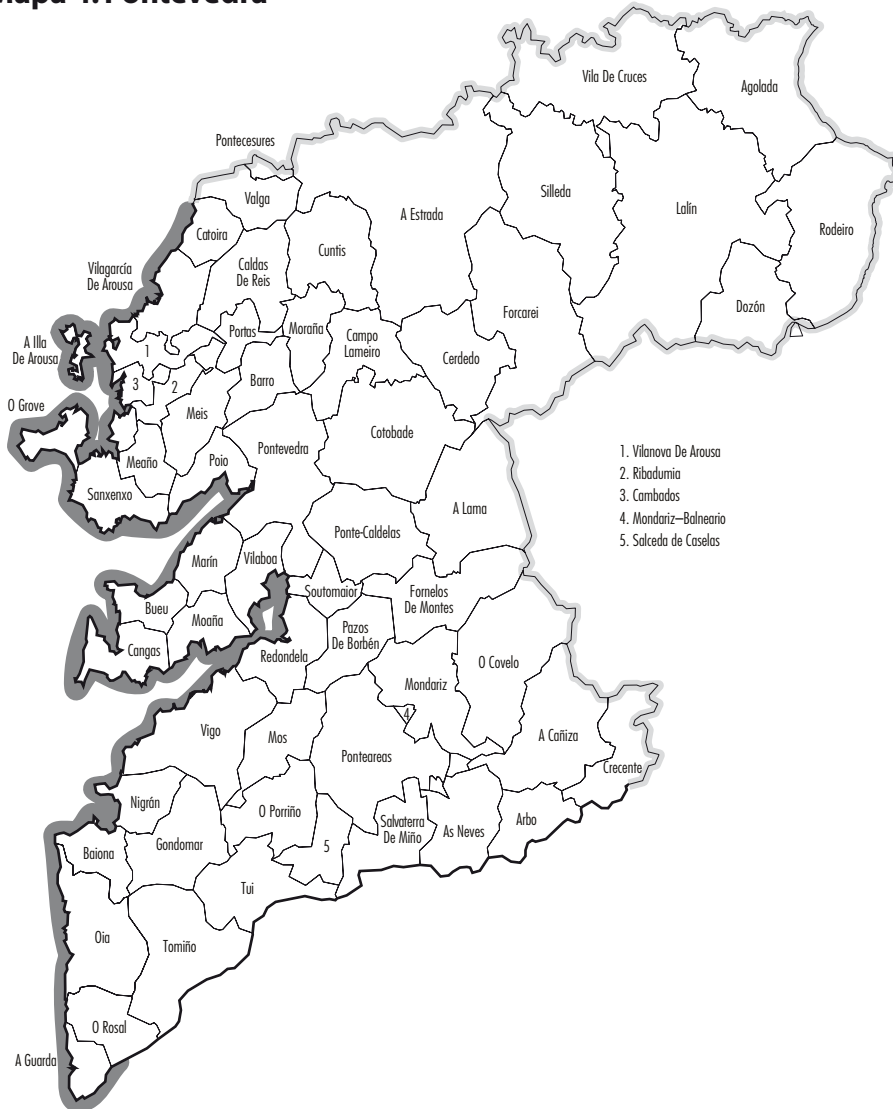 Mapa 4. Pontevedra
Vila De Cruces
Agolada
Pontecesures
Valga
Silleda
Lalín
A Estrada
Rodeiro
Catoira
Cuntis
Vilagarcía
De Arousa
Caldas
De Reis
Dozón
Forcarei
A Illa
De Arousa
1
Portas
Moraña
Campo
Lameiro
Cerdedo
3
2
Barro
O Grove
Meis
Cotobade
Pontevedra
Meaño
Poio
Sanxenxo
1. Vilanova De Arousa
2. Ribadumia
3. Cambados
4. Mondariz–Balneario
5. Salceda de Caselas
A Lama
Ponte-Caldelas
Marín
Vilaboa
Soutomaior
Fornelos
De Montes
Bueu
Moaña
Pazos
De Borbén
Cangas
Redondela
O Covelo
Mondariz
4
Vigo
Mos
A Cañiza
Ponteareas
Crecente
Nigrán
O Porriño
Salvaterra
De Miño
As Neves
Arbo
Gondomar
5
Baiona
Tui
Oia
Tomiño
O Rosal
A Guarda